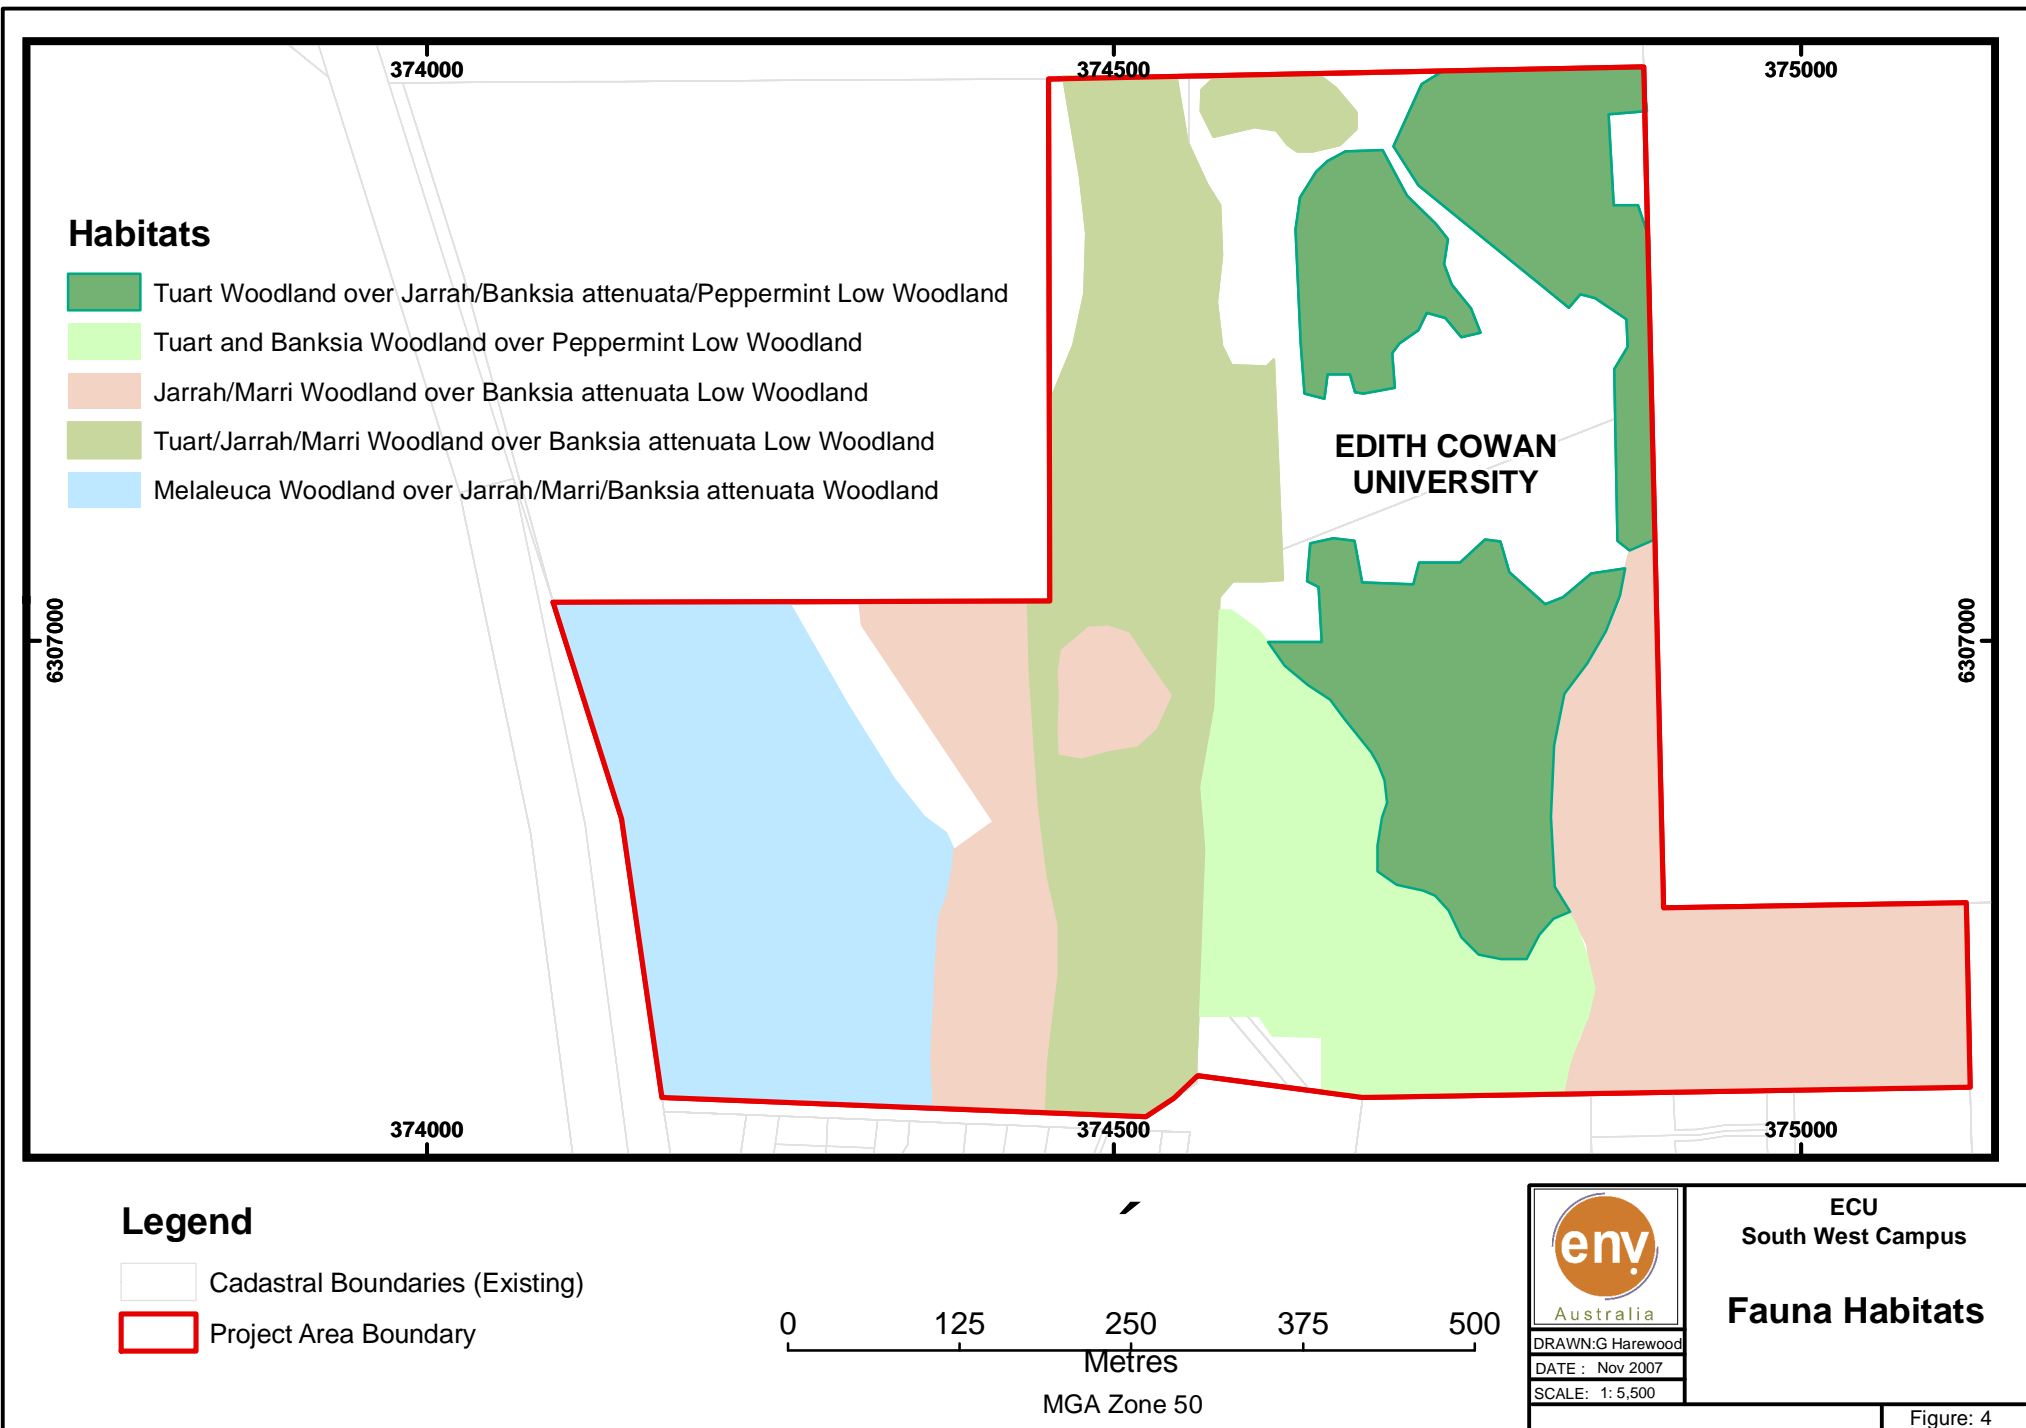 374000
374500
375000
Habitats
Tuart Woodland over Jarrah/Banksia attenuata/Peppermint Low Woodland
Tuart and Banksia Woodland over Peppermint Low Woodland
Jarrah/Marri Woodland over Banksia attenuata Low Woodland
Tuart/Jarrah/Marri Woodland over Banksia attenuata Low Woodland
Melaleuca Woodland over Jarrah/Marri/Banksia attenuata Woodland
EDITH COWAN
UNIVERSITY
6307000
6307000
374000
374500
375000
Legend
Cadastral Boundaries (Existing)
Project Area Boundary
0 125 250 375 500
Metres
MGA Zone 50
env
Australia
DRAWN:G Harewood
DATE : Nov 2007
SCALE: 1: 5,500
ECU
South West Campus
Fauna Habitats
Figure: 4